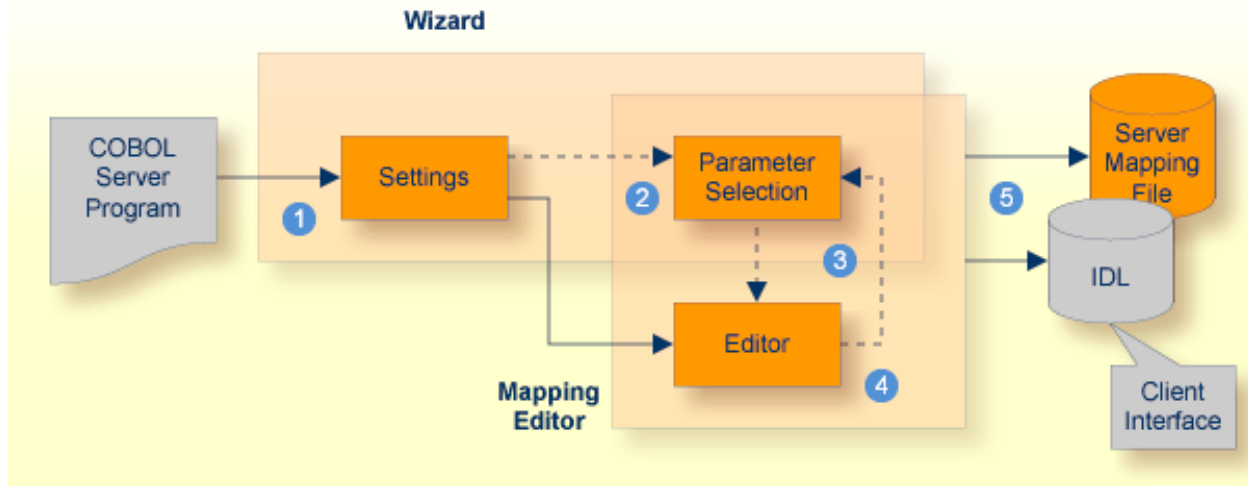 Wizard
COBOL
Server
Program
1
Settings
2
Parameter
Selection
3
Editor
4
Mapping
Editor
5
Server
Mapping
File
IDL
Client
Interface